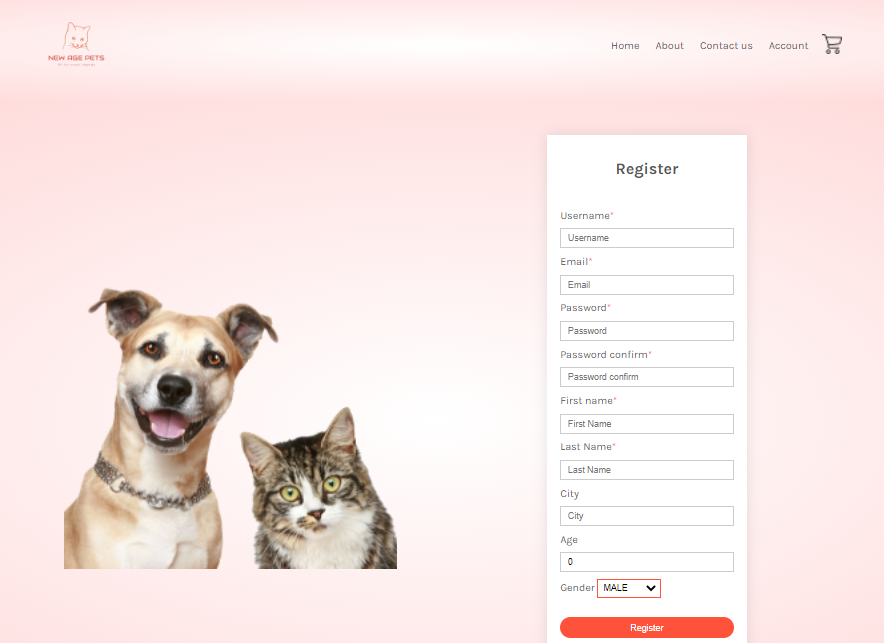 NEW AGE PETS
Home About Contact us Account
Register
Username*
Username
Email*
Email
Password*
Password
Password confirm*
Password confirm
First name*
First Name
Last Name*
Last Name
City
City
Age
0
Gender MALE
Register